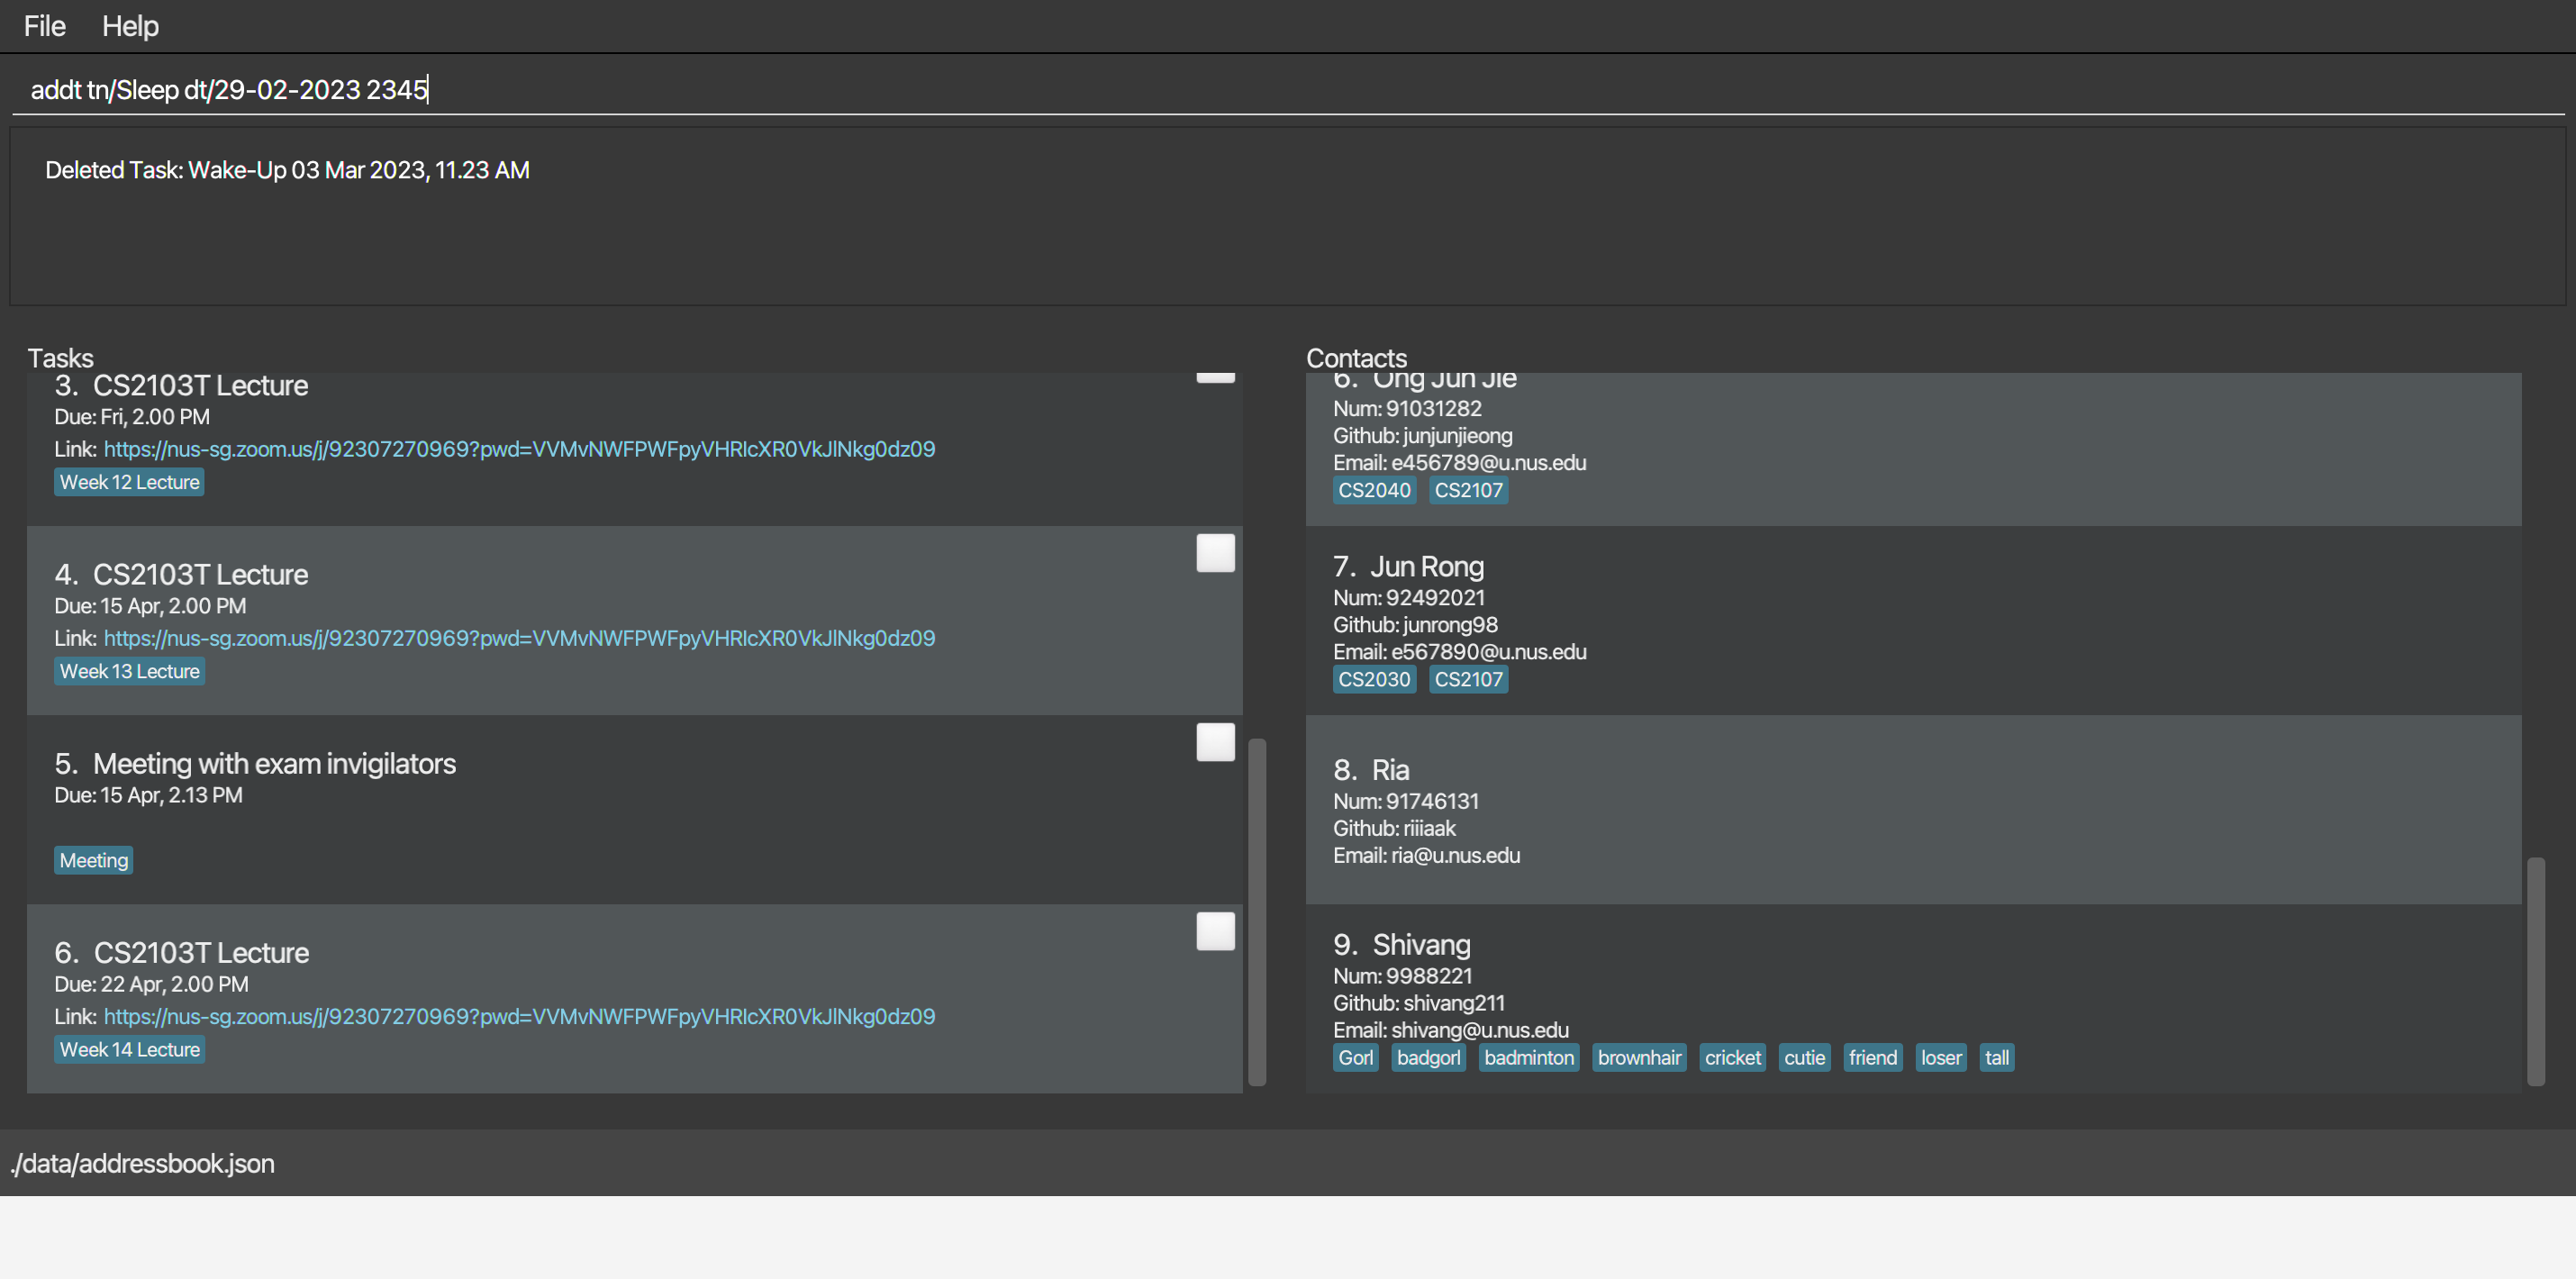 File Help
addt tn/Sleep dt/29-02-2023 2345
Deleted Task: Wake-Up 03 Mar 2023, 11.23 AM
Tasks
3. CS2103T Lecture
Due: Fri, 2.00 PM
Link: https://nus-sg.zoom.us/j/92307270969?pwd=VVMvNWFPWFpyVHRlcXR0VkJlNkg0dz09
Week 12 Lecture
4. CS2103T Lecture
Due: 15 Apr, 2.00 PM
Link: https://nus-sg.zoom.us/j/92307270969?pwd=VVMvNWFPWFpyVHRlcXR0VkJlNkg0dz09
Week 13 Lecture
5. Meeting with exam invigilators
Due: 15 Apr, 2.13 PM
Meeting
6. CS2103T Lecture
Due: 22 Apr, 2.00 PM
Link: https://nus-sg.zoom.us/j/92307270969?pwd=VVMvNWFPWFpyVHRlcXR0VkJlNkg0dz09
Week 14 Lecture
Contacts
6. Ong Jun Jie
Num: 91031282
Github: junjunjieong
Email: e456789@u.nus.edu
CS2040 CS2107
7. Jun Rong
Num: 92492021
Github: junrong98
Email: e567890@u.nus.edu
CS2030 CS2107
8. Ria
Num: 91746131
Github: riiiaak
Email: ria@u.nus.edu
9. Shivang
Num: 9988221
Github: shivang211
Email: shivang@u.nus.edu
Gorl badgorl badminton brownhair cricket cutie friend loser tall
./data/addressbook.json